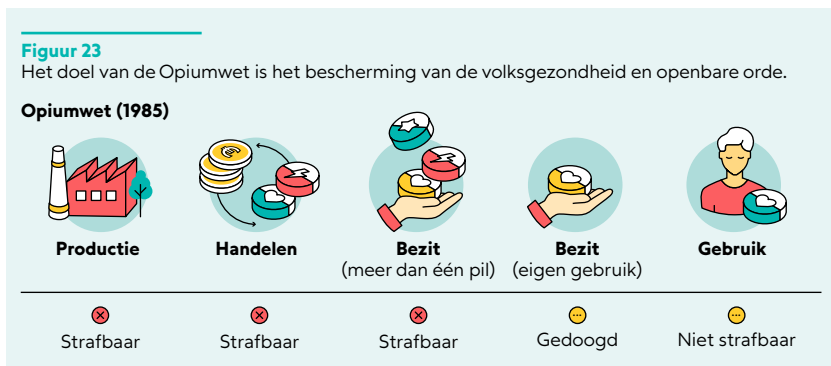 Figuur 23
Het doel van de Opiumwet is het bescherming van de volksgezondheid en openbare orde.
Opiumwet (1985)
Productie
Handelen
Bezit
(meer dan één pil)
Bezit
(eigen gebruik)
Gebruik
Strafbaar
Strafbaar
Strafbaar
Gedoogd
Niet strafbaar